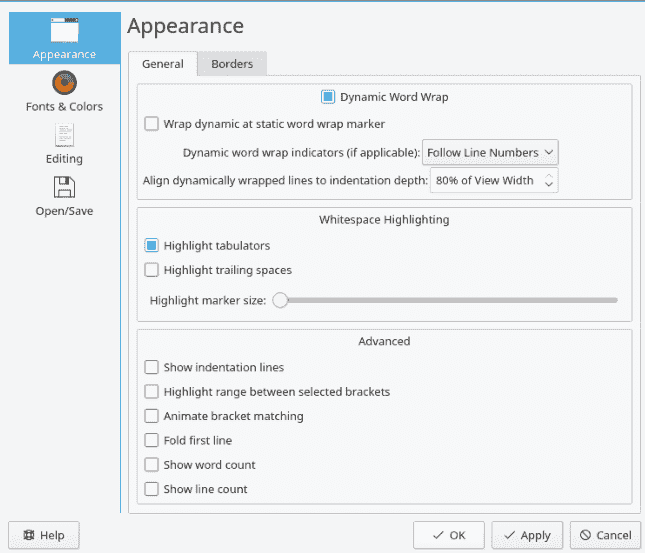 Appearance
Fonts & Colors
Editing
Open/Save
Appearance
General Borders
Dynamic Word Wrap
Wrap dynamic at static word wrap marker
Dynamic word wrap indicators (if applicable): Follow Line Numbers
Align dynamically wrapped lines to indentation depth: 80% of View Width
Whitespace Highlighting
Highlight tabulators
Highlight trailing spaces
Highlight marker size:
Advanced
Show indentation lines
Highlight range between selected brackets
Animate bracket matching
Fold first line
Show word count
Show line count
Help OK Apply Cancel